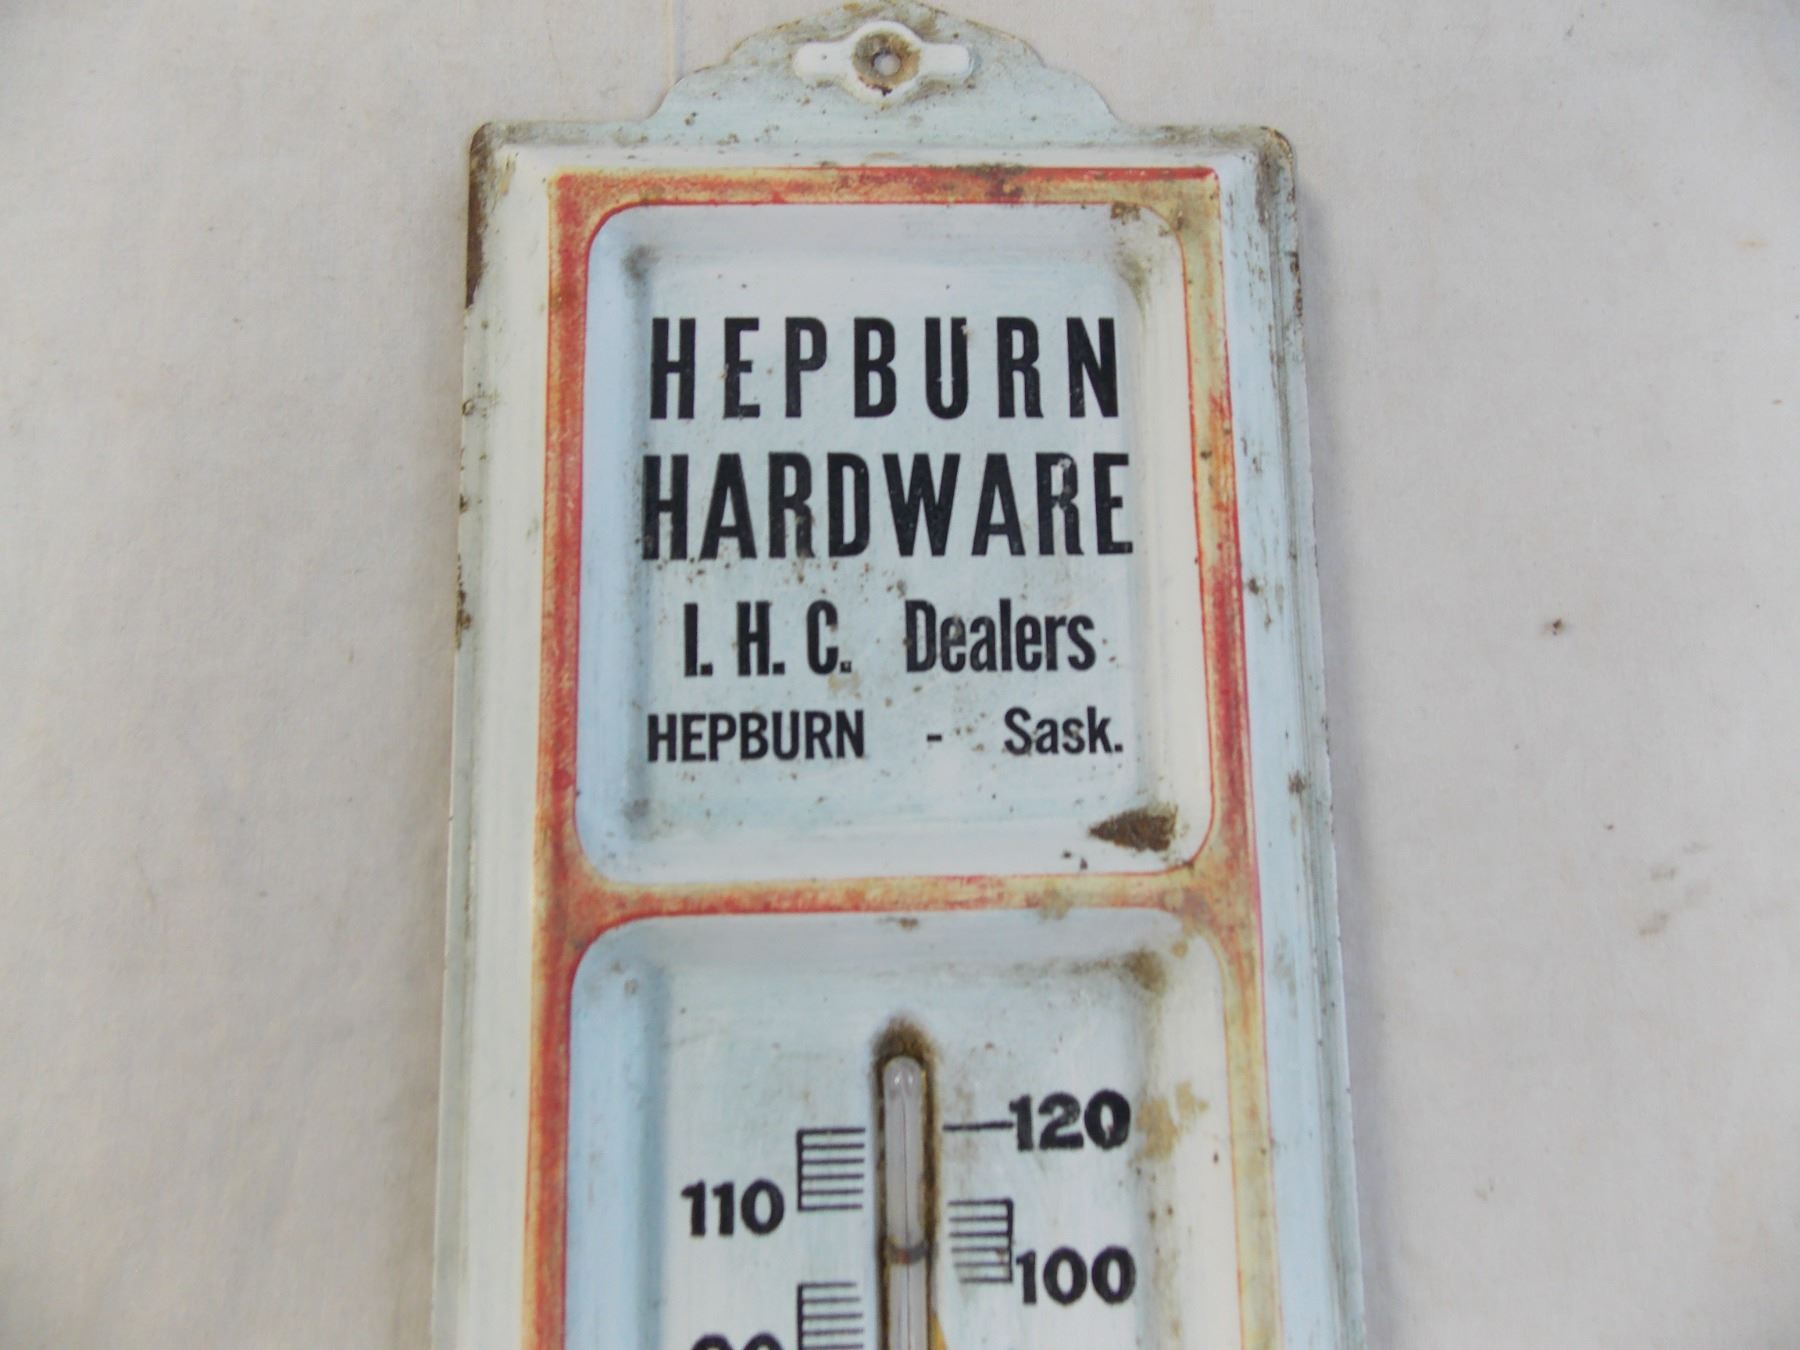 HEPBURN
HARDWARE
I. H. C. Dealers
HEPBURN - Sask.
120
110
100